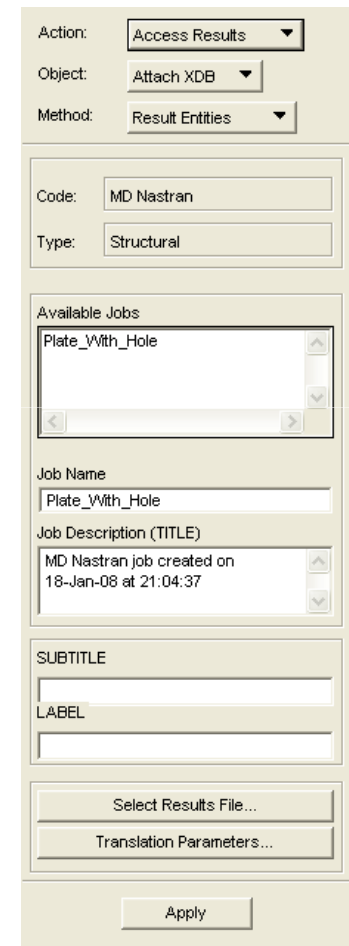 Action: Access Results
Object: Attach XDB
Method: Result Entities
Code: MD Nastran
Type: Structural
Available Jobs
Plate_With_Hole
Job Name
Plate_With_Hole
Job Description (TITLE)
MD Nastran job created on
18-Jan-08 at 21:04:37
SUBTITLE
LABEL
Select Results File...
Translation Parameters...
Apply